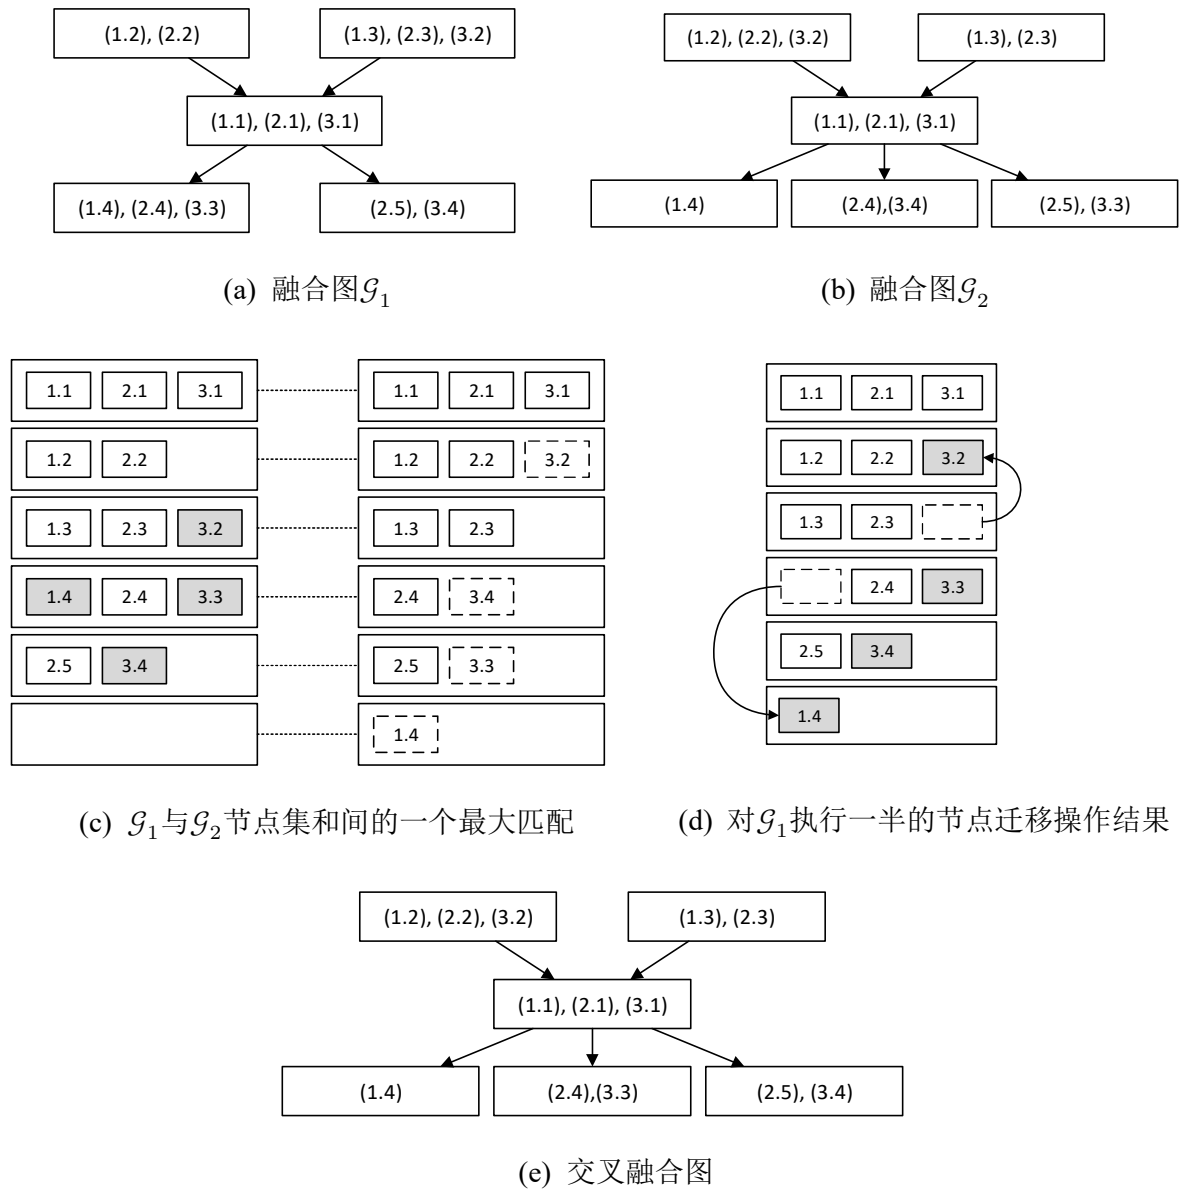 (1.2), (2.2)
(1.3), (2.3), (3.2)
(1.1), (2.1), (3.1)
(1.4), (2.4), (3.3)
(2.5), (3.4)
(a) 融合图𝒢₁
(1.2), (2.2), (3.2)
(1.3), (2.3)
(1.1), (2.1), (3.1)
(1.4)
(2.4),(3.4)
(2.5), (3.3)
(b) 融合图𝒢₂
1.1 2.1 3.1
1.2 2.2
1.3 2.3 3.2
1.4 2.4 3.3
2.5 3.4
1.1 2.1 3.1
1.2 2.2 3.2
1.3 2.3
2.4 3.4
2.5 3.3
1.4
(c) 𝒢₁与𝒢₂节点集和间的一个最大匹配
1.1 2.1 3.1
1.2 2.2 3.2
1.3 2.3
2.4 3.3
2.5 3.4
1.4
(d) 对𝒢₁执行一半的节点迁移操作结果
(1.2), (2.2), (3.2)
(1.3), (2.3)
(1.1), (2.1), (3.1)
(1.4)
(2.4),(3.3)
(2.5), (3.4)
(e) 交叉融合图